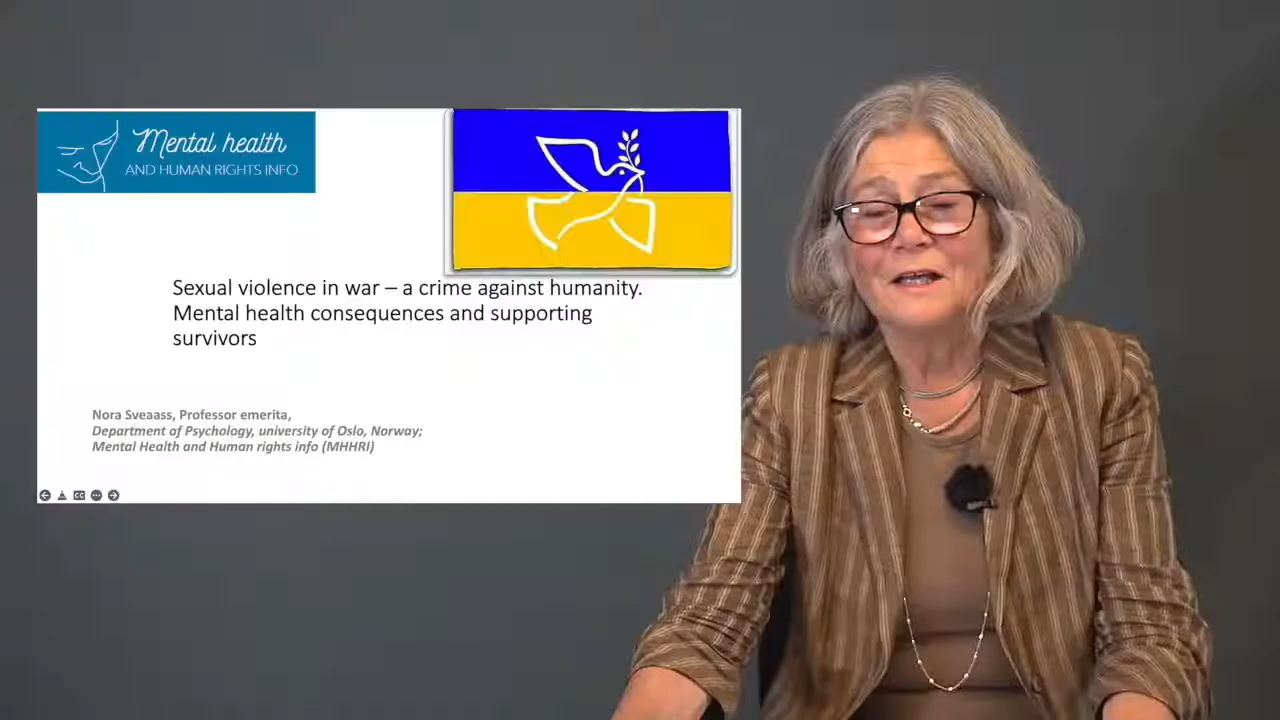 Mental health
AND HUMAN RIGHTS INFO
Sexual violence in war – a crime against humanity.
Mental health consequences and supporting
survivors
Nora Sveaass, Professor emerita,
Department of Psychology, university of Oslo, Norway;
Mental Health and Human rights info (MHHRI)
CC